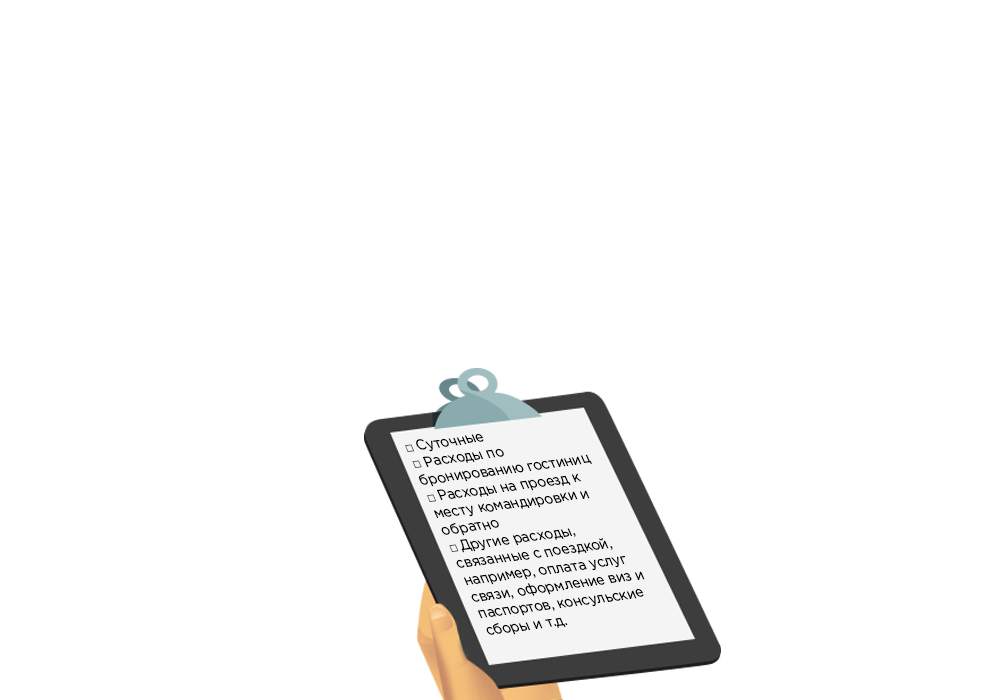 □ Суточные
□ Расходы по
бронированию гостиниц
□ Расходы на проезд к
месту командировки и
обратно
□ Другие расходы,
связанные с поездкой,
например, оплата услуг
связи, оформление виз и
паспортов, консульские
сборы и т.д.